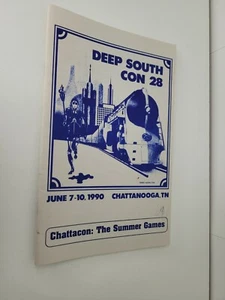 DEEP SOUTH
CON 28
JUNE 7-10, 1990 CHATTANOOGA, TN
Chattacon: The Summer Games